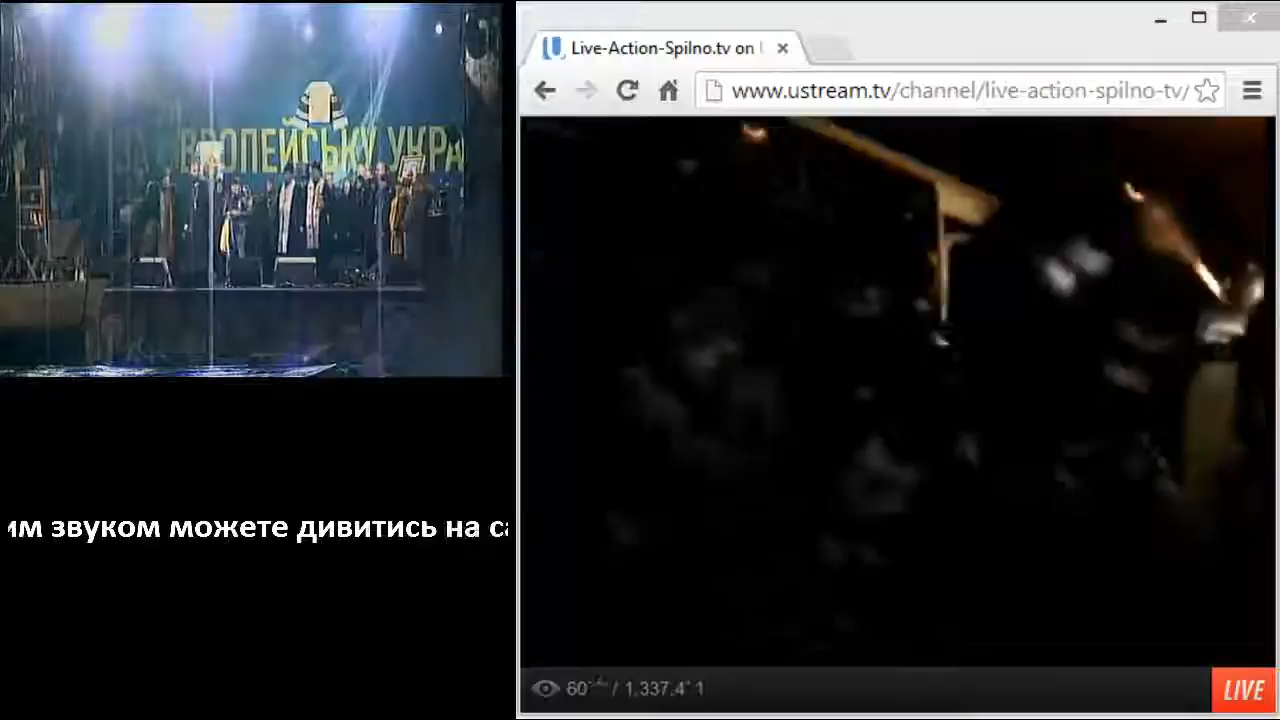 ЄВРОПЕЙСЬКУ УКРА
им звуком можете дивитись на са
Live-Action-Spilno.tv on
www.ustream.tv/channel/live-action-spilno-tv/
LIVE